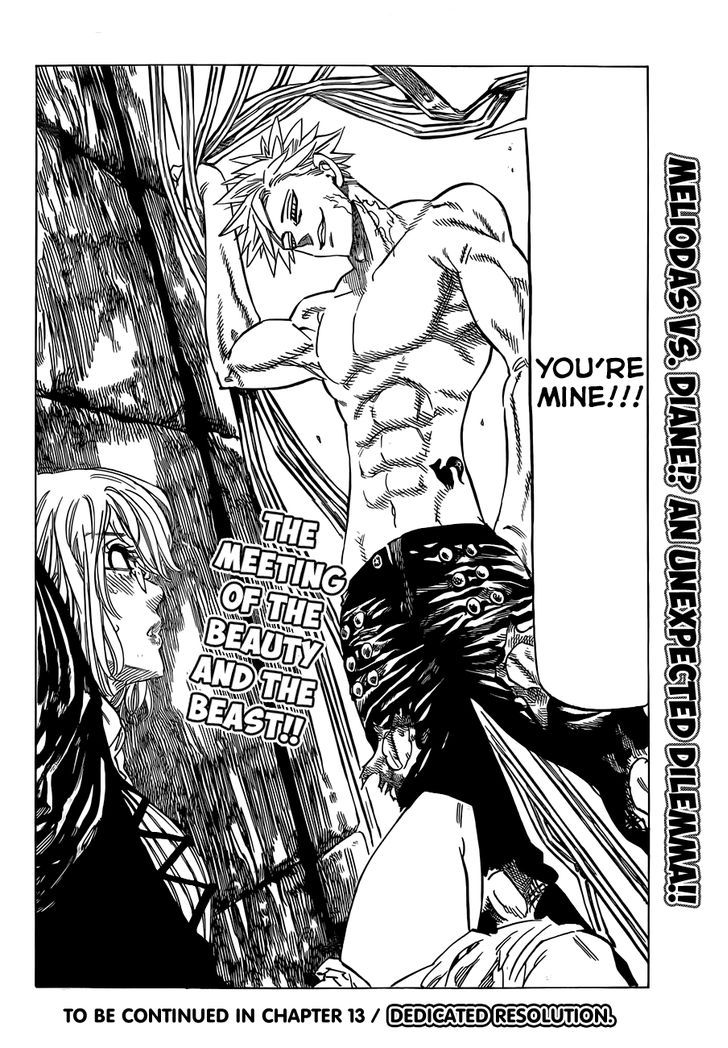 YOU'RE
MINE!!!
THE
MEETING
OF THE
BEAUTY
AND THE
BEAST!!
MELIODAS VS. DIANE!? AN UNEXPECTED DILEMMA!!
TO BE CONTINUED IN CHAPTER 13 / DEDICATED RESOLUTION.